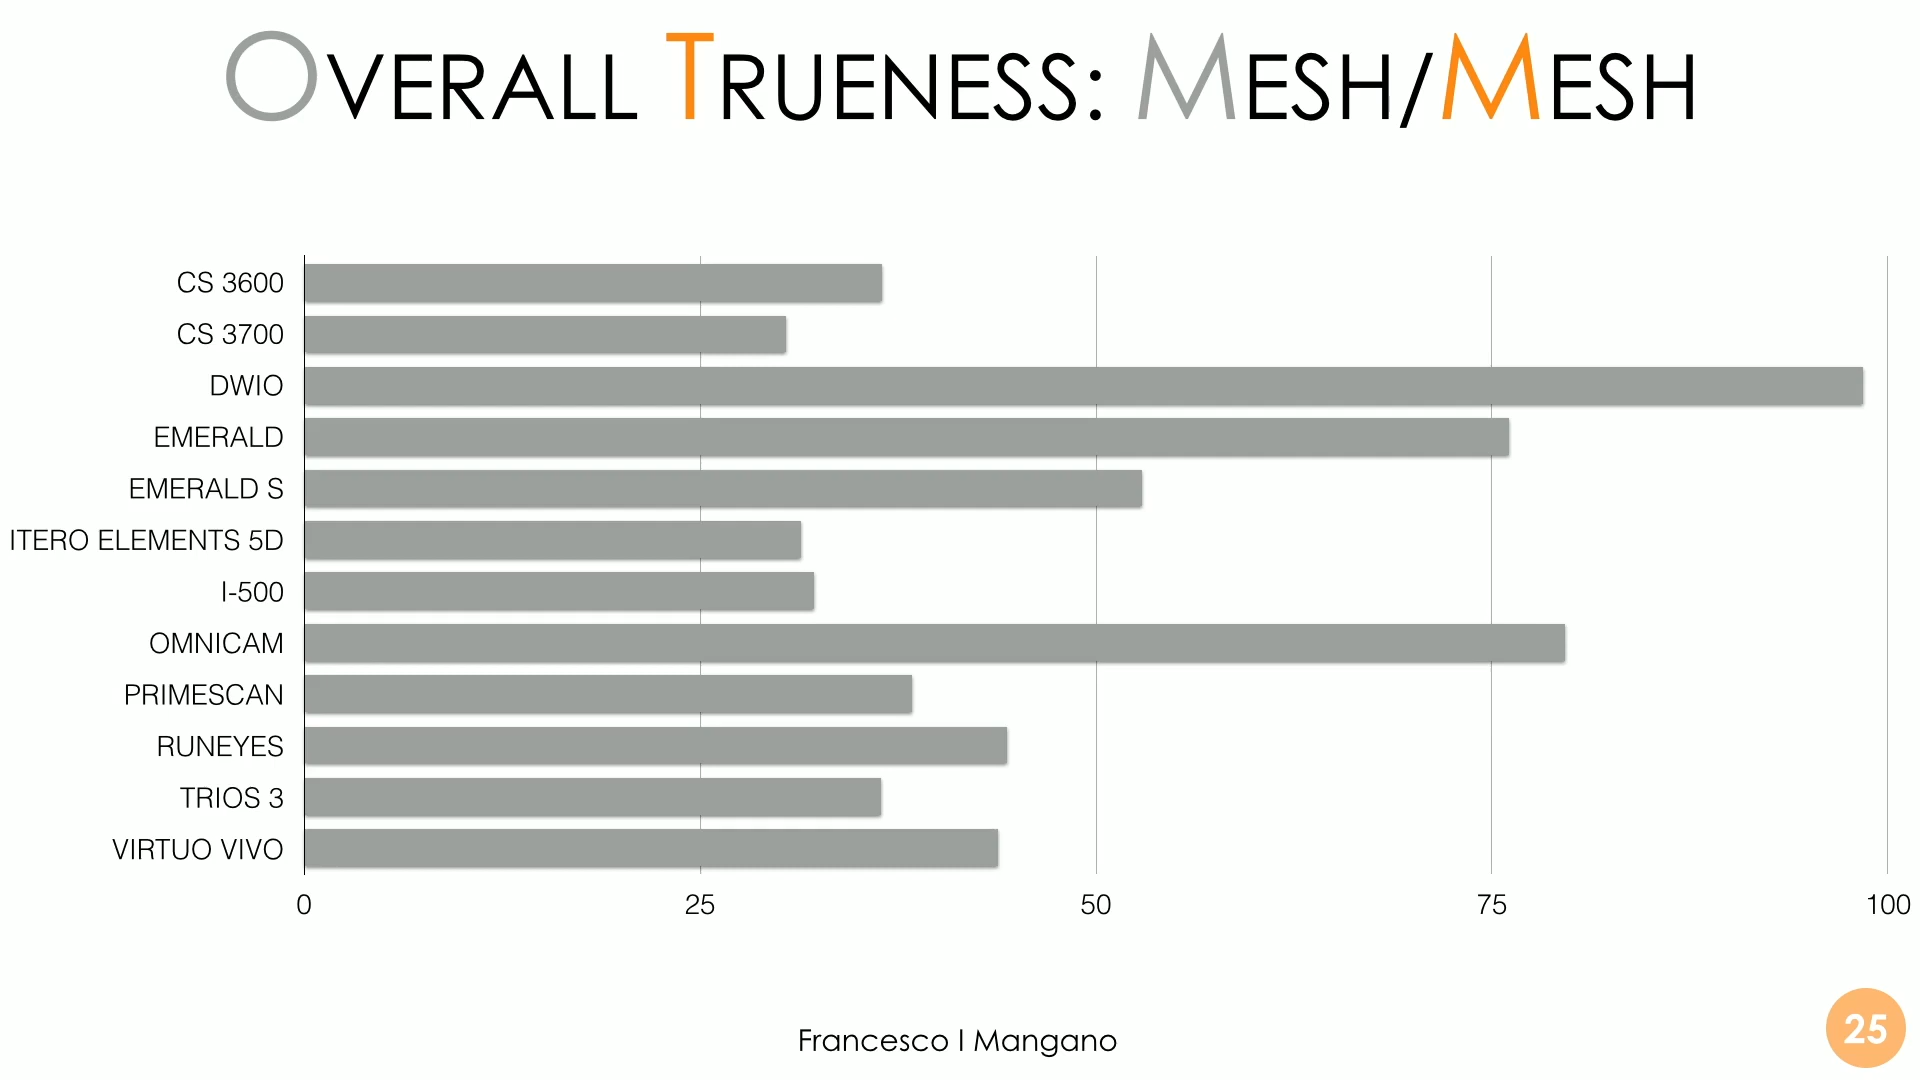 OVERALL TRUENESS: MESH/MESH
CS 3600
CS 3700
DWIO
EMERALD
EMERALD S
ITERO ELEMENTS 5D
I-500
OMNICAM
PRIMESCAN
RUNEYES
TRIOS 3
VIRTUO VIVO
0 25 50 75 100
Francesco I Mangano
25